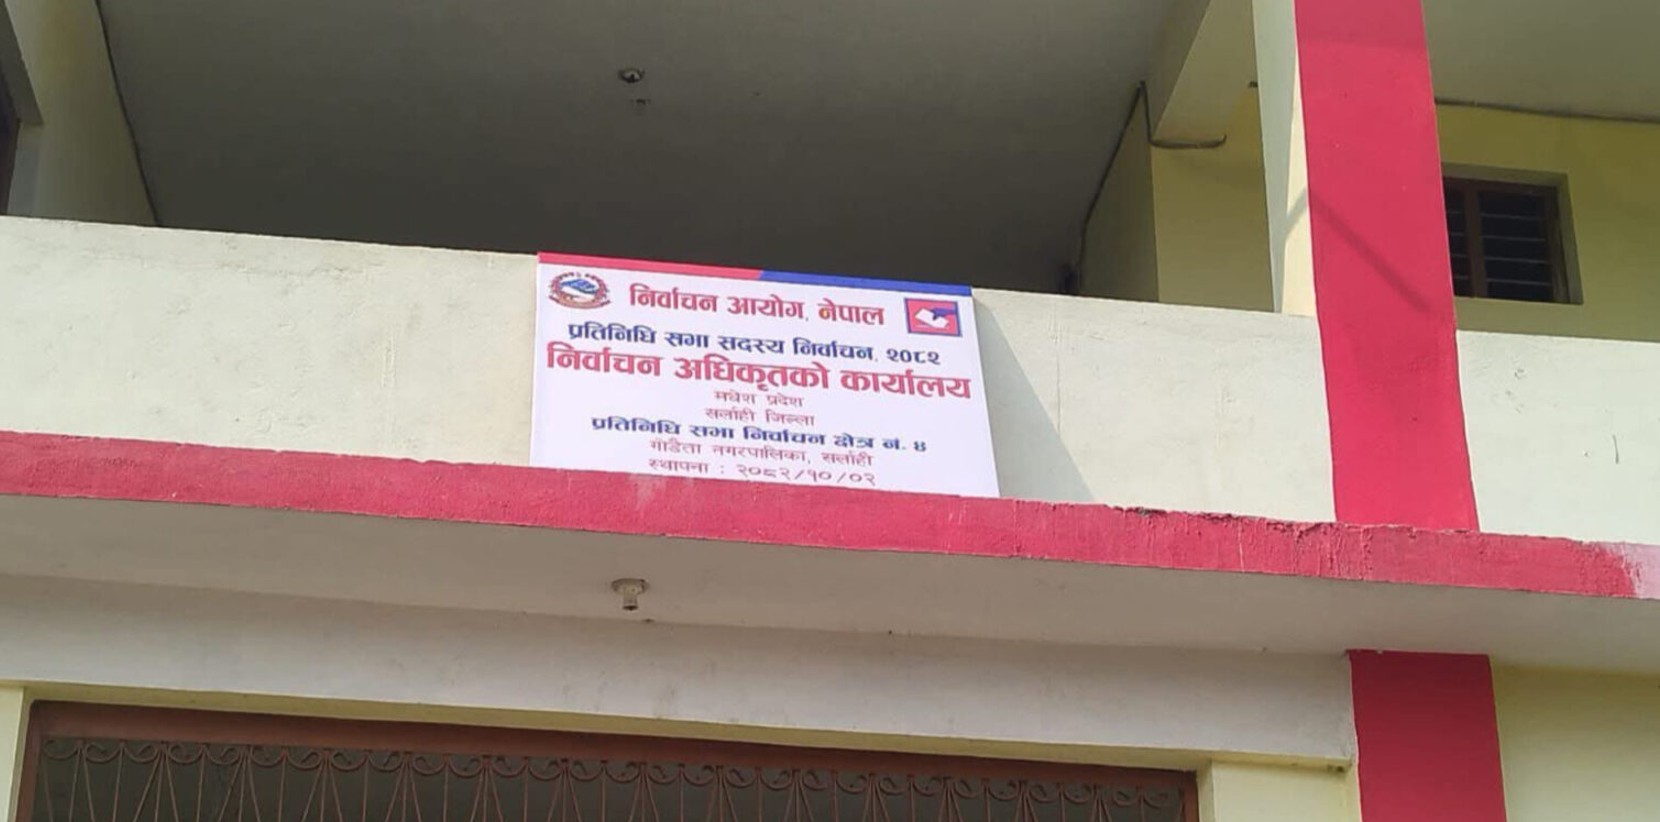 निर्वाचन आयोग, नेपाल
प्रतिनिधि सभा सदस्य निर्वाचन, २०८२
निर्वाचन अधिकृतको कार्यालय
मधेश प्रदेश
सर्लाही जिल्ला
प्रतिनिधि सभा निर्वाचन क्षेत्र नं. ४
गोडैता नगरपालिका, सर्लाही
स्थापना : २०८२/१०/०२